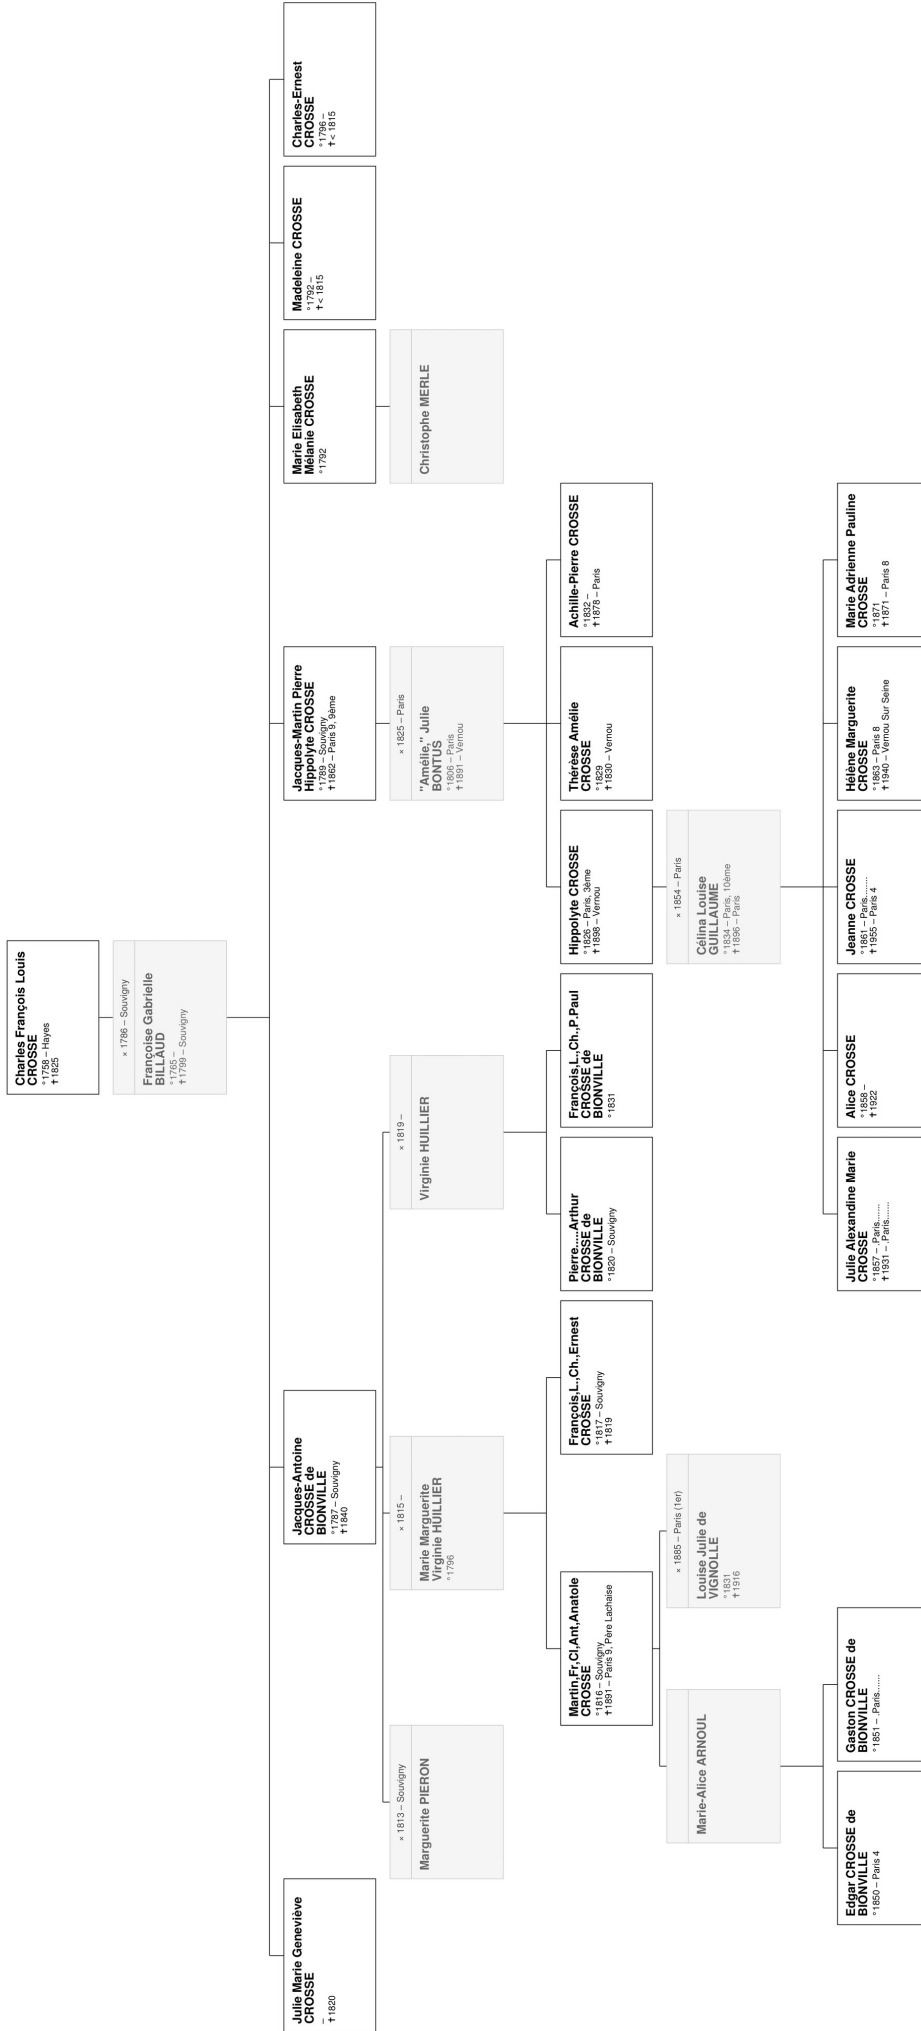 Charles François Louis
CROSSE
°1758 – Hayes
†1825
× 1786 – Souvigny
Françoise Gabrielle
BILLAUD
°1765 –
†1799 – Souvigny
Julie Marie Geneviève
CROSSE
–
†1820
Jacques-Antoine
CROSSE de
BIONVILLE
°1787 – Souvigny
†1840
Jacques-Martin Pierre
Hippolyte CROSSE
°1789 – Souvigny
†1862 – Paris 9, 9ème
Marie Elisabeth
Mélanie CROSSE
°1792
Madeleine CROSSE
°1792 –
†< 1815
Charles-Ernest
CROSSE
°1796 –
†< 1815
× 1813 – Souvigny
Marguerite PIERON
× 1815 –
Marie Marguerite
Virginie HUILLIER
°1796
× 1819 –
Virginie HUILLIER
× 1825 – Paris
"Amélie," Julie
BONTUS
°1806 – Paris
†1891 – Vernou
Christophe MERLE
Martin,Fr,Cl,Ant,Anatole
CROSSE
°1816 – Souvigny
†1891 – Paris 9, Père Lachaise
François,L.,Ch.,Ernest
CROSSE
°1817 – Souvigny
†1819
Pierre.....Arthur
CROSSE de
BIONVILLE
°1820 – Souvigny
François,L.,Ch.,P.Paul
CROSSE de
BIONVILLE
°1831
Hippolyte CROSSE
°1826 – Paris, 3ème
†1898 – Vernou
Thérèse Amélie
CROSSE
°1829
†1830 – Vernou
Achille-Pierre CROSSE
°1832 –
†1878 – Paris
Marie-Alice ARNOUL
× 1885 – Paris (1er)
Louise Julie de
VIGNOLLE
°1831
†1916
× 1854 – Paris
Célina Louise
GUILLAUME
°1834 – Paris, 10ème
†1896 – Paris
Edgar CROSSE de
BIONVILLE
°1850 – Paris 4
Gaston CROSSE de
BIONVILLE
°1851 – .Paris.......
Julie Alexandine Marie
CROSSE
°1857 – .Paris.......
†1931 – .Paris.......
Alice CROSSE
°1858 –
†1922
Jeanne CROSSE
°1861 – Paris........
†1955 – Paris 4
Hélène Marguerite
CROSSE
°1863 – Paris 8
†1940 – Vernou Sur Seine
Marie Adrienne Pauline
CROSSE
°1871
†1871 – Paris 8